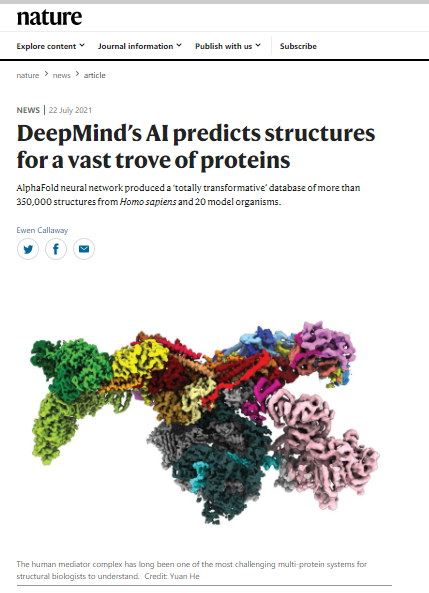 nature
Explore content Journal information Publish with us Subscribe
nature > news > article
NEWS | 22 July 2021
DeepMind’s AI predicts structures
for a vast trove of proteins
AlphaFold neural network produced a ‘totally transformative’ database of more than
350,000 structures from Homo sapiens and 20 model organisms.
Ewen Callaway
The human mediator complex has long been one of the most challenging multi-protein systems for
structural biologists to understand. Credit: Yuan He